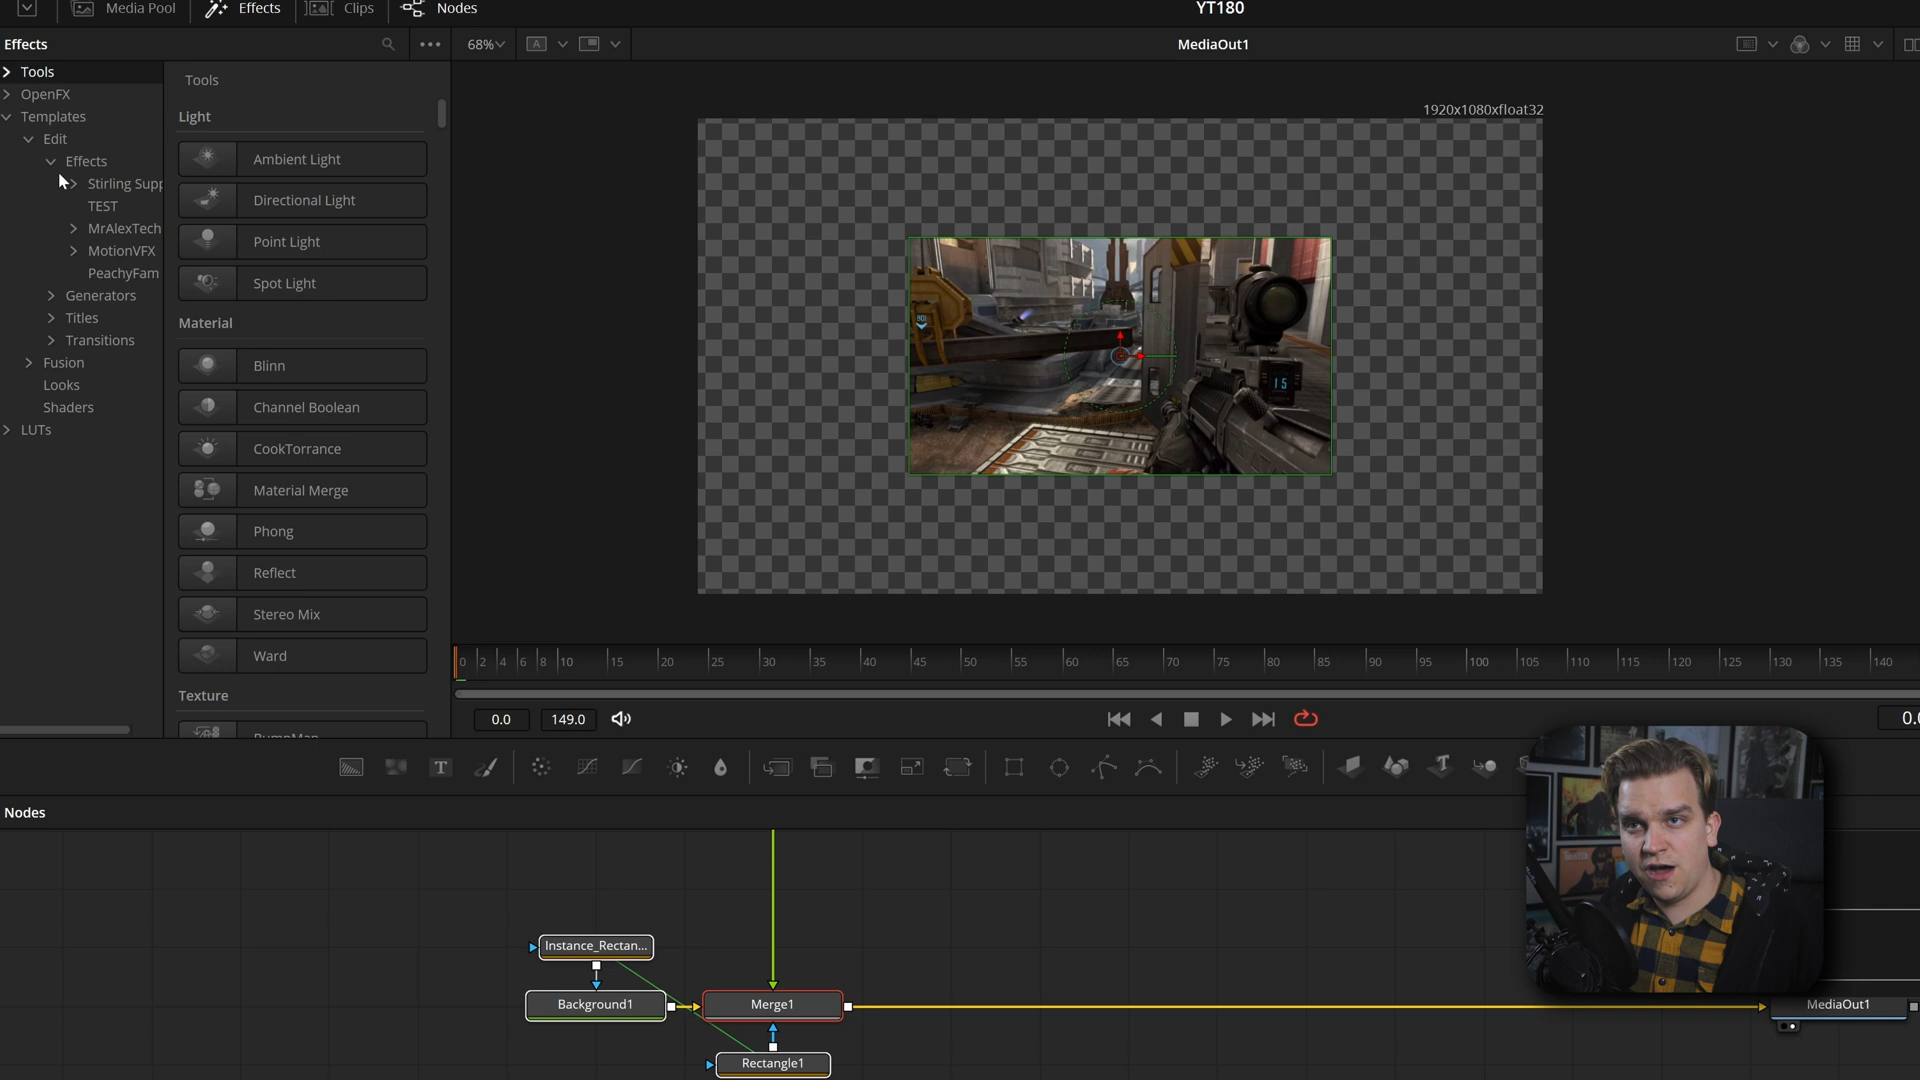 Media Pool
Effects
Clips
Nodes
YT180
Effects
68%
A
MediaOut1
Tools
OpenFX
Templates
Edit
Effects
Stirling Supp
TEST
MrAlexTech
MotionVFX
PeachyFam
Generators
Titles
Transitions
Fusion
Looks
Shaders
LUTs
Tools
Light
Ambient Light
Directional Light
Point Light
Spot Light
Material
Blinn
Channel Boolean
CookTorrance
Material Merge
Phong
Reflect
Stereo Mix
Ward
Texture
BumpMap
1920x1080xfloat32
15
0 2 4 6 8 10 15 20 25 30 35 40 45 50 55 60 65 70 75 80 85 90 95 100 105 110 115 120 125 130 135 140
0.0
149.0
0.0
T
Nodes
Instance_Rectan...
Background1
Merge1
MediaOut1
Rectangle1